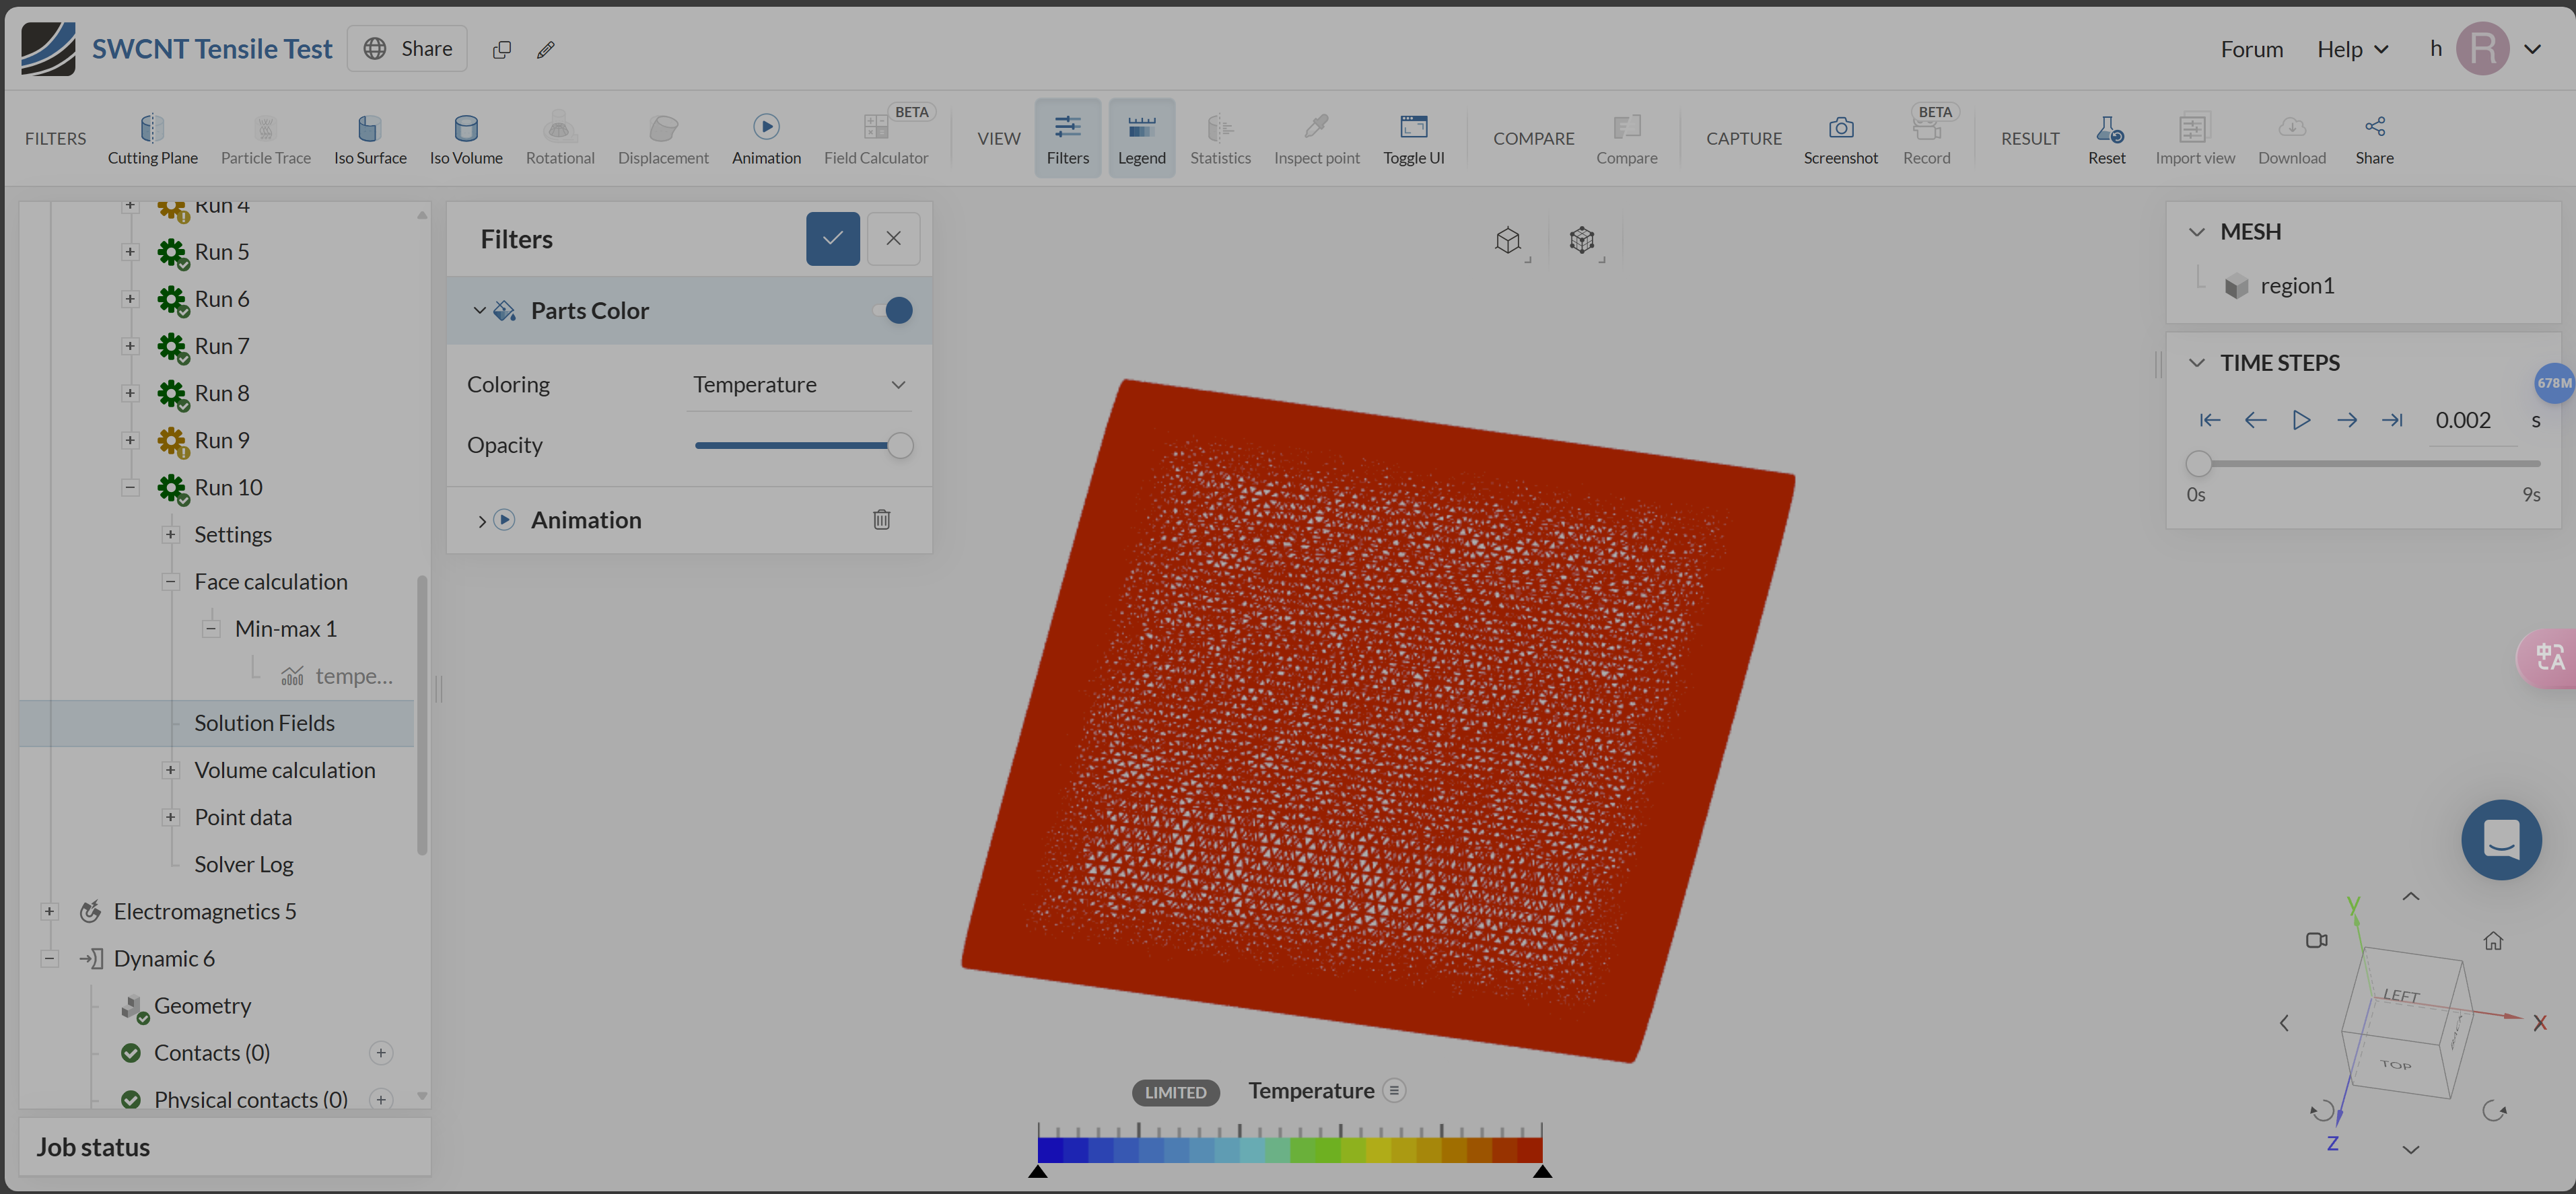 SWCNT Tensile Test
Share
Forum
Help
h
R
FILTERS
Cutting Plane
Particle Trace
Iso Surface
Iso Volume
Rotational
Displacement
Animation
BETA
Field Calculator
VIEW
Filters
Legend
Statistics
Inspect point
Toggle UI
COMPARE
Compare
CAPTURE
Screenshot
BETA
Record
RESULT
Reset
Import view
Download
Share
Run 4
Run 5
Run 6
Run 7
Run 8
Run 9
Run 10
Settings
Face calculation
Min-max 1
tempe...
Solution Fields
Volume calculation
Point data
Solver Log
Electromagnetics 5
Dynamic 6
Geometry
Contacts (0)
Physical contacts (0)
Job status
Filters
Parts Color
Coloring
Temperature
Opacity
Animation
LIMITED
Temperature
MESH
region1
TIME STEPS
678M
0.002 s
0s
9s
中A
y
LEFT
X
TOP
Z